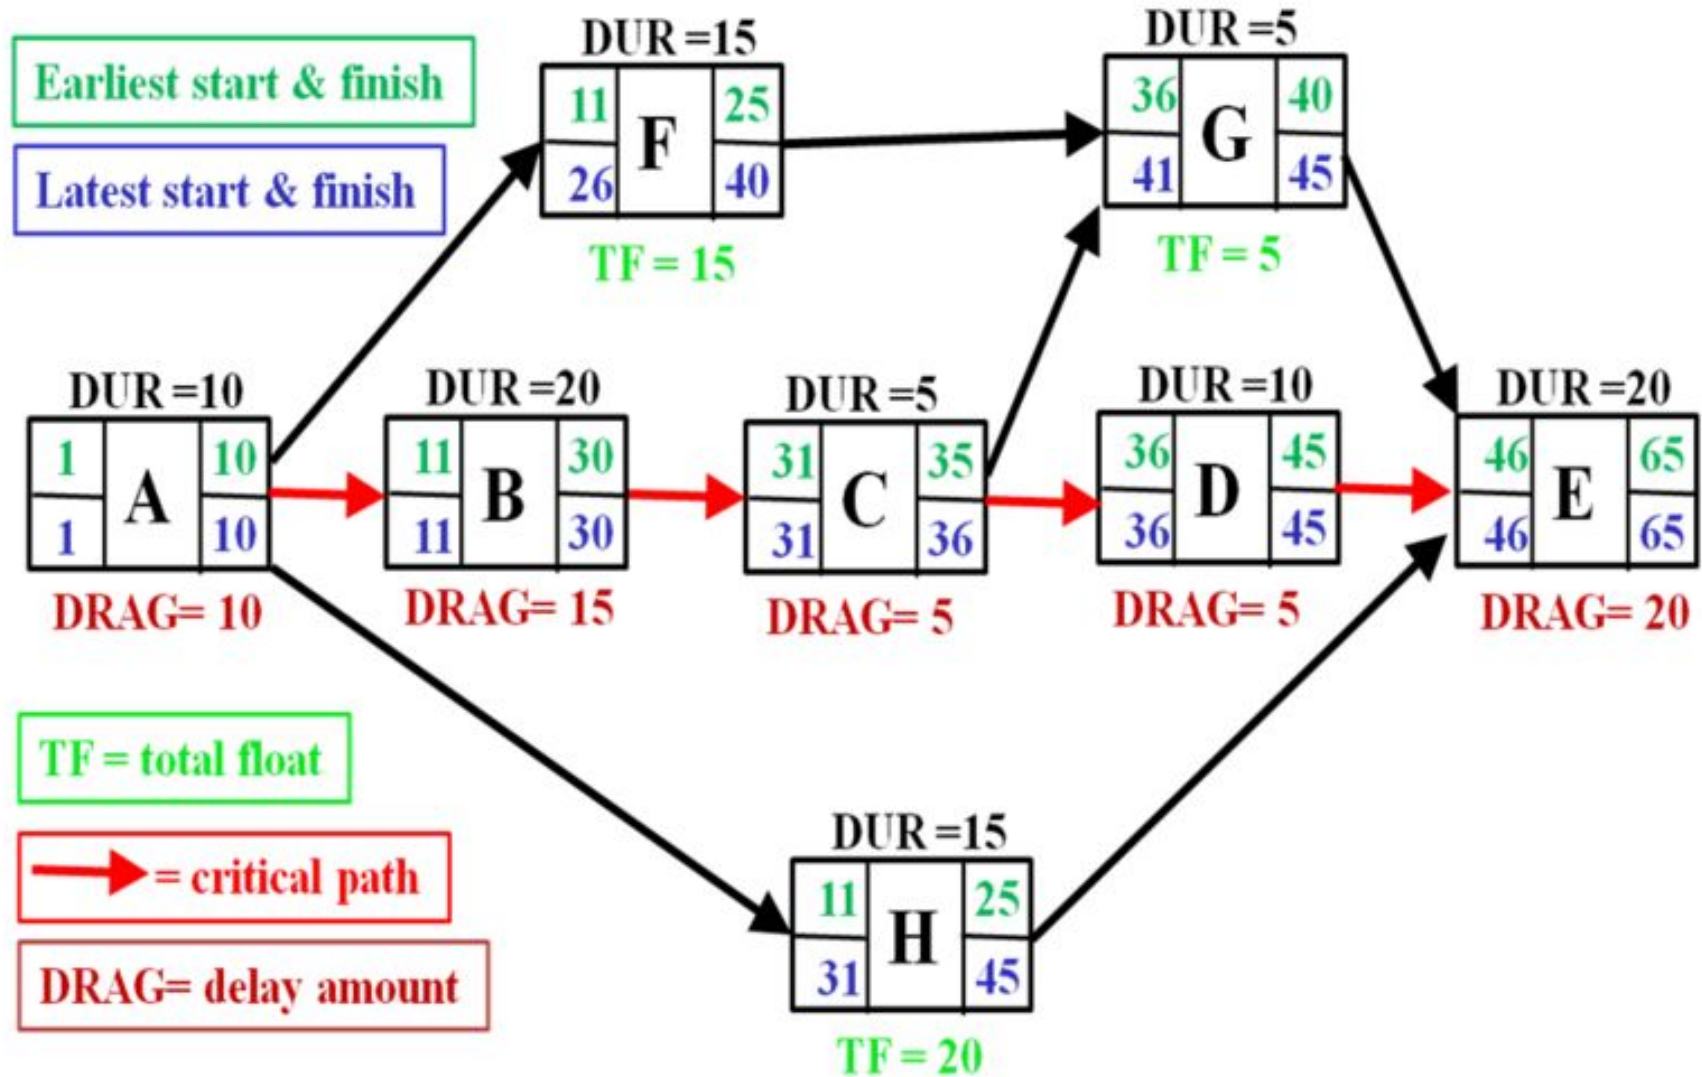 Earliest start & finish
Latest start & finish
DUR =15
11 F 25
26 40
TF = 15
DUR =5
36 G 40
41 45
TF = 5
DUR =10
1 A 10
1 10
DRAG= 10
DUR =20
11 B 30
11 30
DRAG= 15
DUR =5
31 C 35
31 36
DRAG= 5
DUR =10
36 D 45
36 45
DRAG= 5
DUR =20
46 E 65
46 65
DRAG= 20
TF = total float
= critical path
DRAG= delay amount
DUR =15
11 H 25
31 45
TF = 20